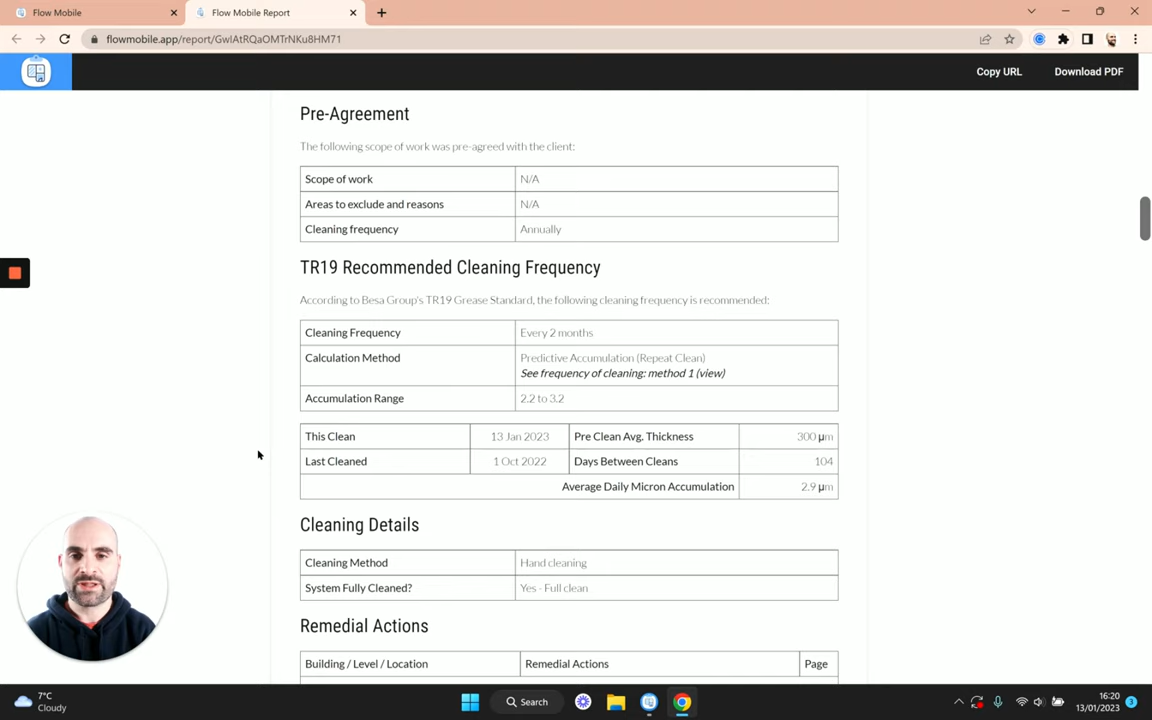 Flow Mobile
Flow Mobile Report
flowmobile.app/report/GwIAtRQaOMTrNKu8HM71
Copy URL
Download PDF
Pre-Agreement
The following scope of work was pre-agreed with the client:
Scope of work N/A
Areas to exclude and reasons N/A
Cleaning frequency Annually
TR19 Recommended Cleaning Frequency
According to Besa Group's TR19 Grease Standard, the following cleaning frequency is recommended:
Cleaning Frequency Every 2 months
Calculation Method Predictive Accumulation (Repeat Clean)
See frequency of cleaning: method 1 (view)
Accumulation Range 2.2 to 3.2
This Clean 13 Jan 2023 Pre Clean Avg. Thickness 300 µm
Last Cleaned 1 Oct 2022 Days Between Cleans 104
Average Daily Micron Accumulation 2.9 µm
Cleaning Details
Cleaning Method Hand cleaning
System Fully Cleaned? Yes - Full clean
Remedial Actions
Building / Level / Location Remedial Actions Page
7°C
Cloudy
Search
16:20
13/01/2023
3